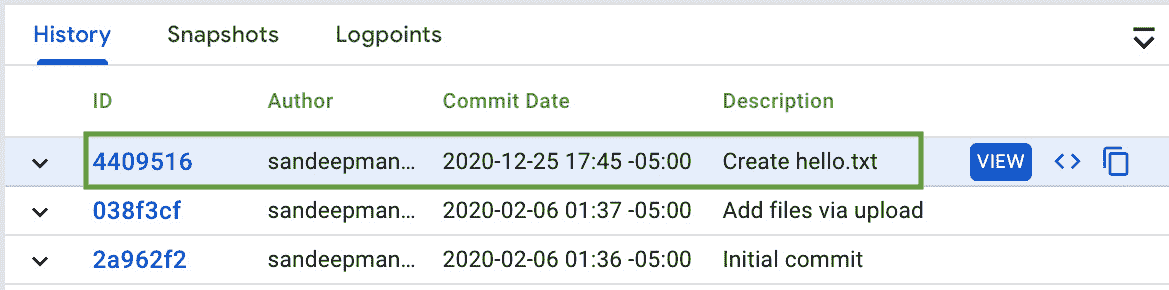 History Snapshots Logpoints
ID Author Commit Date Description
4409516 sandeepman... 2020-12-25 17:45 -05:00 Create hello.txt VIEW <>
038f3cf sandeepman... 2020-02-06 01:37 -05:00 Add files via upload
2a962f2 sandeepman... 2020-02-06 01:36 -05:00 Initial commit